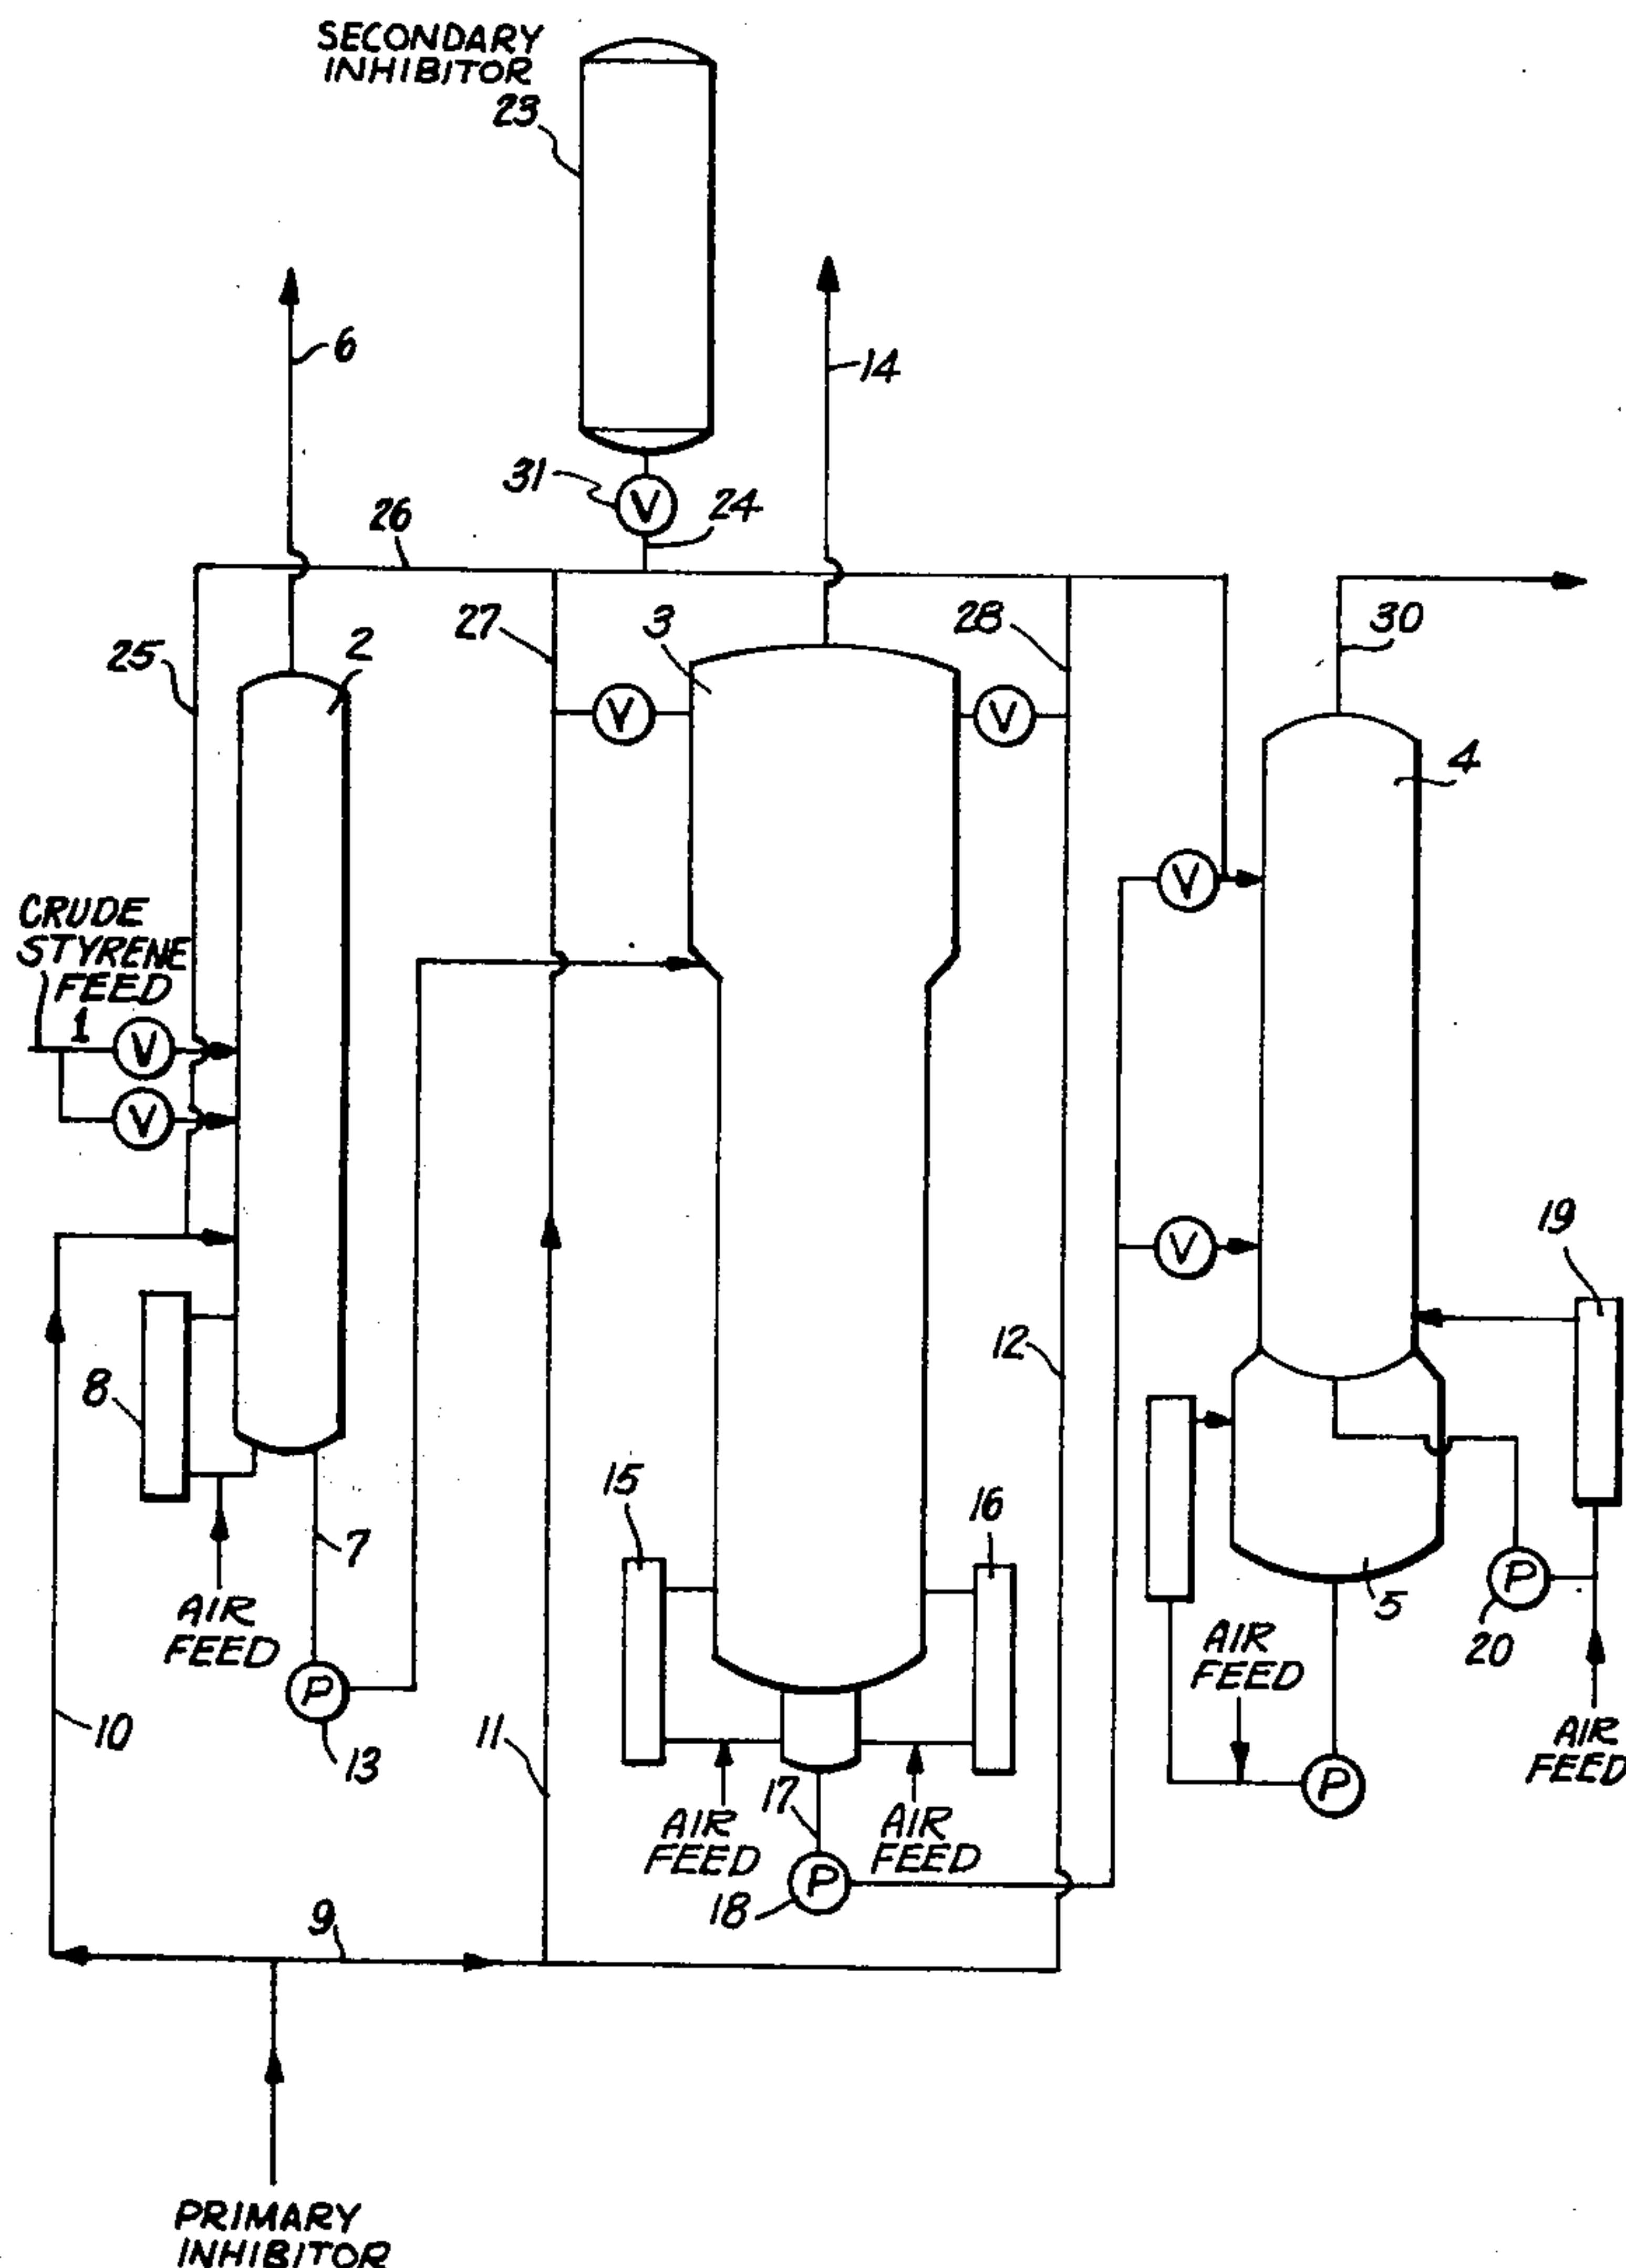 SECONDARY
INHIBITOR
23
6
14
31
V
24
26
27
3
28
30
25
2
V
V
4
V
CRUDE
STYRENE
FEED
1
V
V
V
19
12
8
15
16
7
5
P
20
AIR
FEED
AIR
FEED
P
13
10
11
AIR
FEED
17
AIR
FEED
P
AIR
FEED
P
18
9
PRIMARY
INHIBITOR